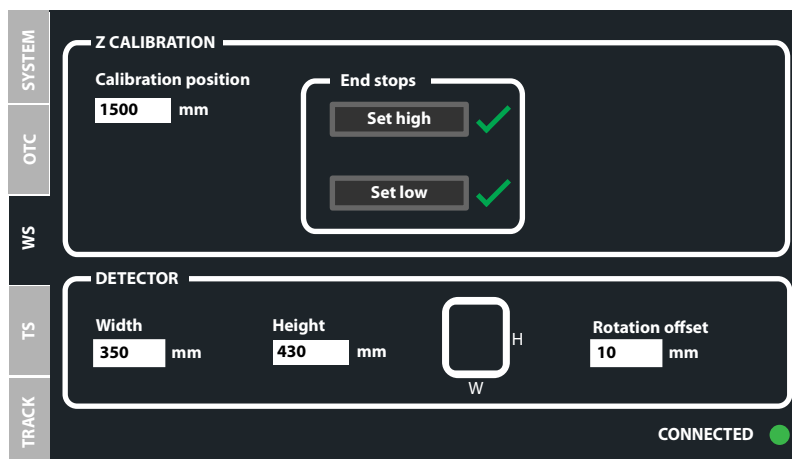 SYSTEM
OTC
WS
TS
TRACK
Z CALIBRATION
Calibration position
1500 mm
End stops
Set high
Set low
DETECTOR
Width
350 mm
Height
430 mm
H
W
Rotation offset
10 mm
CONNECTED